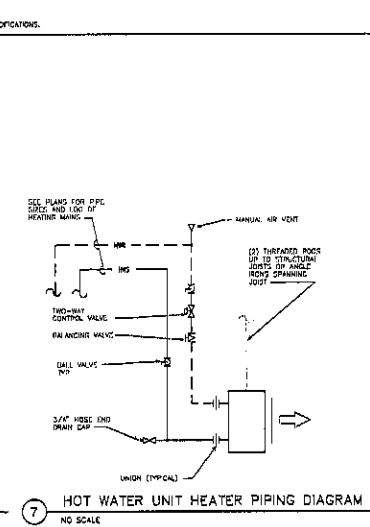 SEE PLANS FOR PIPE
SIZES AND LOC OF
HEATING MAINS
MANUAL AIR VENT
HWR
HWS
(2) THREADED RODS
UP TO STRUCTURAL
JOISTS OR ANGLE
IRONS SPANNING
JOIST
TWO-WAY
CONTROL VALVE
BALANCING VALVE
BALL VALVE
TYP
3/4" HOSE END
DRAIN CAP
UNION (TYPICAL)
7
HOT WATER UNIT HEATER PIPING DIAGRAM
NO SCALE